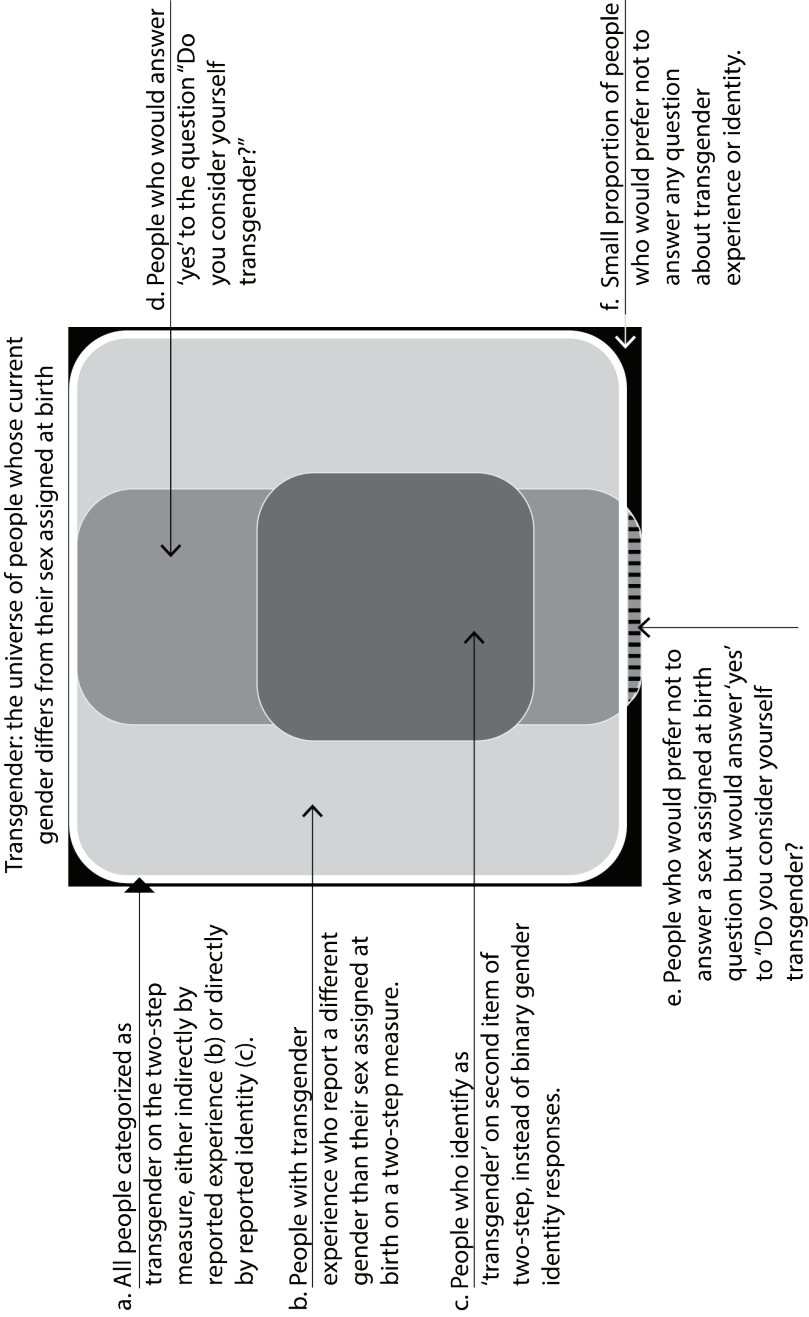 Transgender: the universe of people whose current
gender differs from their sex assigned at birth
a. All people categorized as
transgender on the two-step
measure, either indirectly by
reported experience (b) or directly
by reported identity (c).
b. People with transgender
experience who report a different
gender than their sex assigned at
birth on a two-step measure.
c. People who identify as
‘transgender’ on second item of
two-step, instead of binary gender
identity responses.
d. People who would answer
‘yes’ to the question “Do
you consider yourself
transgender?”
e. People who would prefer not to
answer a sex assigned at birth
question but would answer ‘yes’
to “Do you consider yourself
transgender?
f. Small proportion of people
who would prefer not to
answer any question
about transgender
experience or identity.